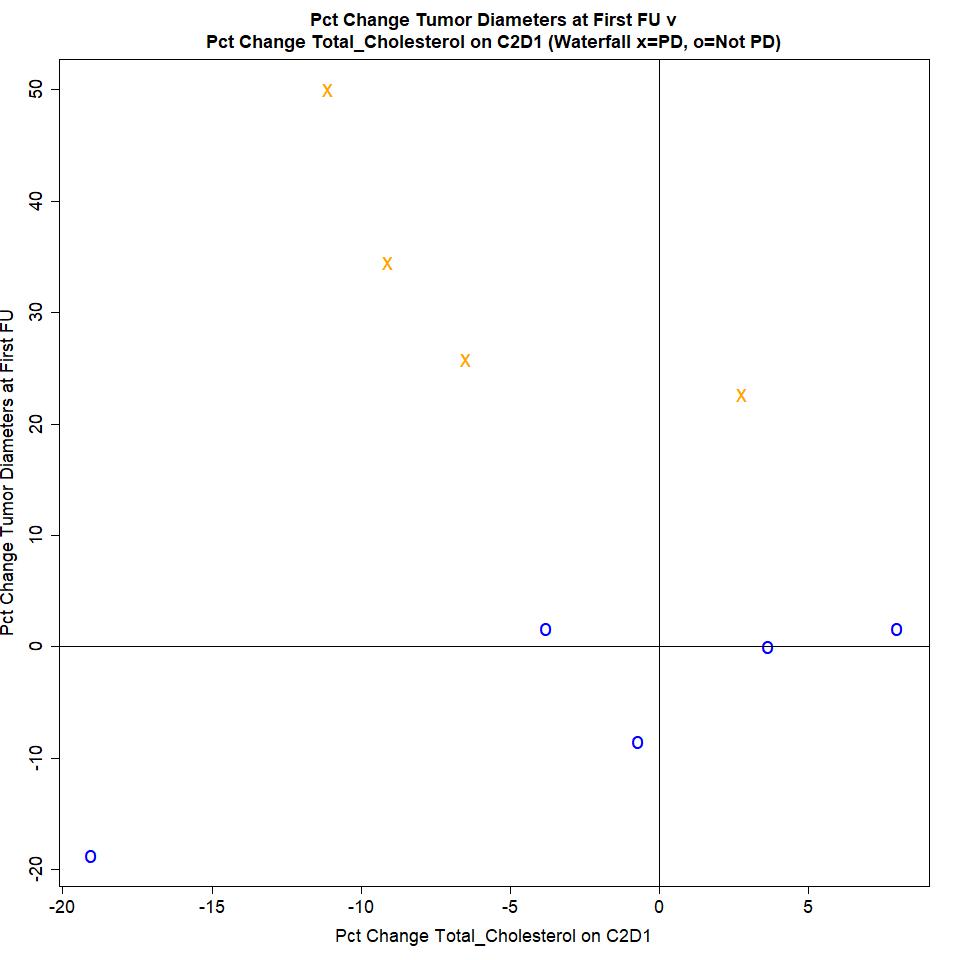 Pct Change Tumor Diameters at First FU v
Pct Change Total_Cholesterol on C2D1 (Waterfall x=PD, o=Not PD)
Pct Change Tumor Diameters at First FU
50
40
30
20
10
0
-10
-20
X
X
X
X
O
O
O
O
O
-20
-15
-10
-5
0
5
Pct Change Total_Cholesterol on C2D1